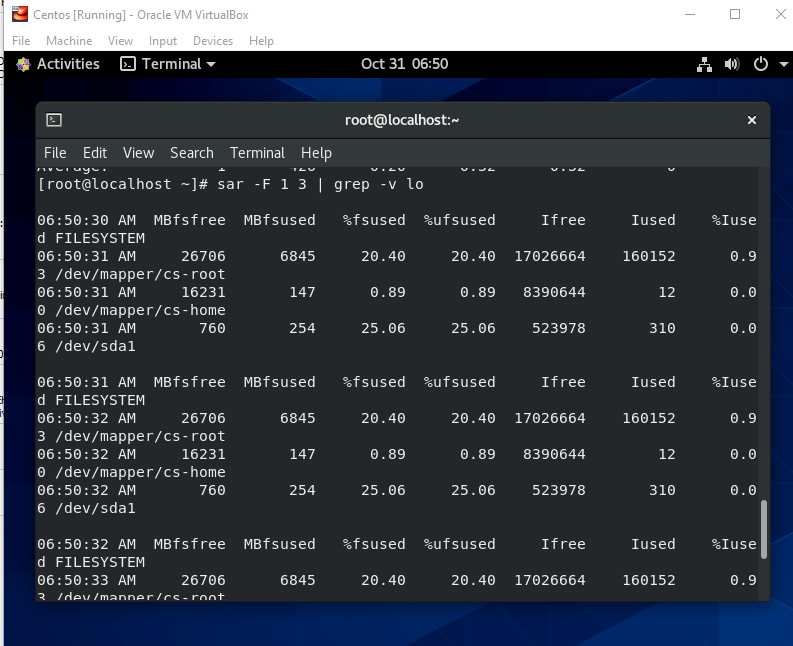 Centos [Running] - Oracle VM VirtualBox
File Machine View Input Devices Help
Activities Terminal Oct 31 06:50
root@localhost:~
File Edit View Search Terminal Help
[root@localhost ~]# sar -F 1 3 | grep -v lo
06:50:30 AM MBfsfree MBfsused %fsused %ufsused Ifree Iused %Iuse
d FILESYSTEM
06:50:31 AM 26706 6845 20.40 20.40 17026664 160152 0.9
3 /dev/mapper/cs-root
06:50:31 AM 16231 147 0.89 0.89 8390644 12 0.0
0 /dev/mapper/cs-home
06:50:31 AM 760 254 25.06 25.06 523978 310 0.0
6 /dev/sda1
06:50:31 AM MBfsfree MBfsused %fsused %ufsused Ifree Iused %Iuse
d FILESYSTEM
06:50:32 AM 26706 6845 20.40 20.40 17026664 160152 0.9
3 /dev/mapper/cs-root
06:50:32 AM 16231 147 0.89 0.89 8390644 12 0.0
0 /dev/mapper/cs-home
06:50:32 AM 760 254 25.06 25.06 523978 310 0.0
6 /dev/sda1
06:50:32 AM MBfsfree MBfsused %fsused %ufsused Ifree Iused %Iuse
d FILESYSTEM
06:50:33 AM 26706 6845 20.40 20.40 17026664 160152 0.9
3 /dev/mapper/cs-root